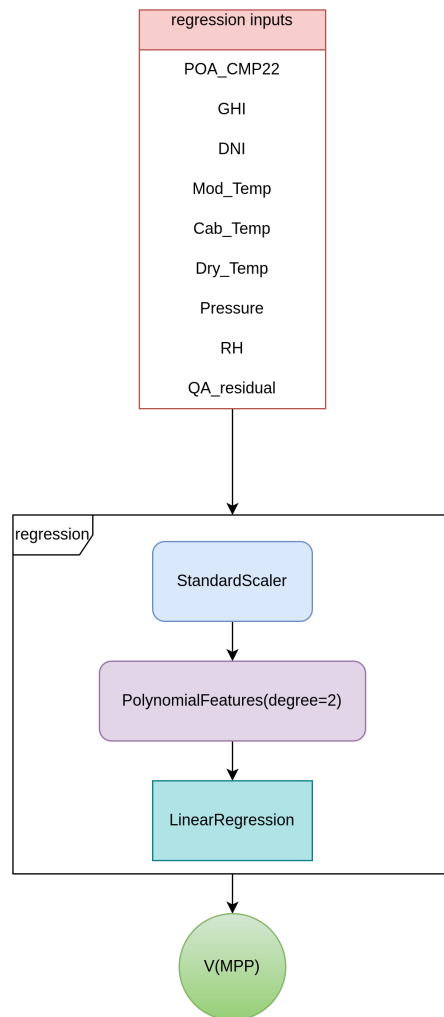 regression inputs
POA_CMP22
GHI
DNI
Mod_Temp
Cab_Temp
Dry_Temp
Pressure
RH
QA_residual
regression
StandardScaler
PolynomialFeatures(degree=2)
LinearRegression
V(MPP)